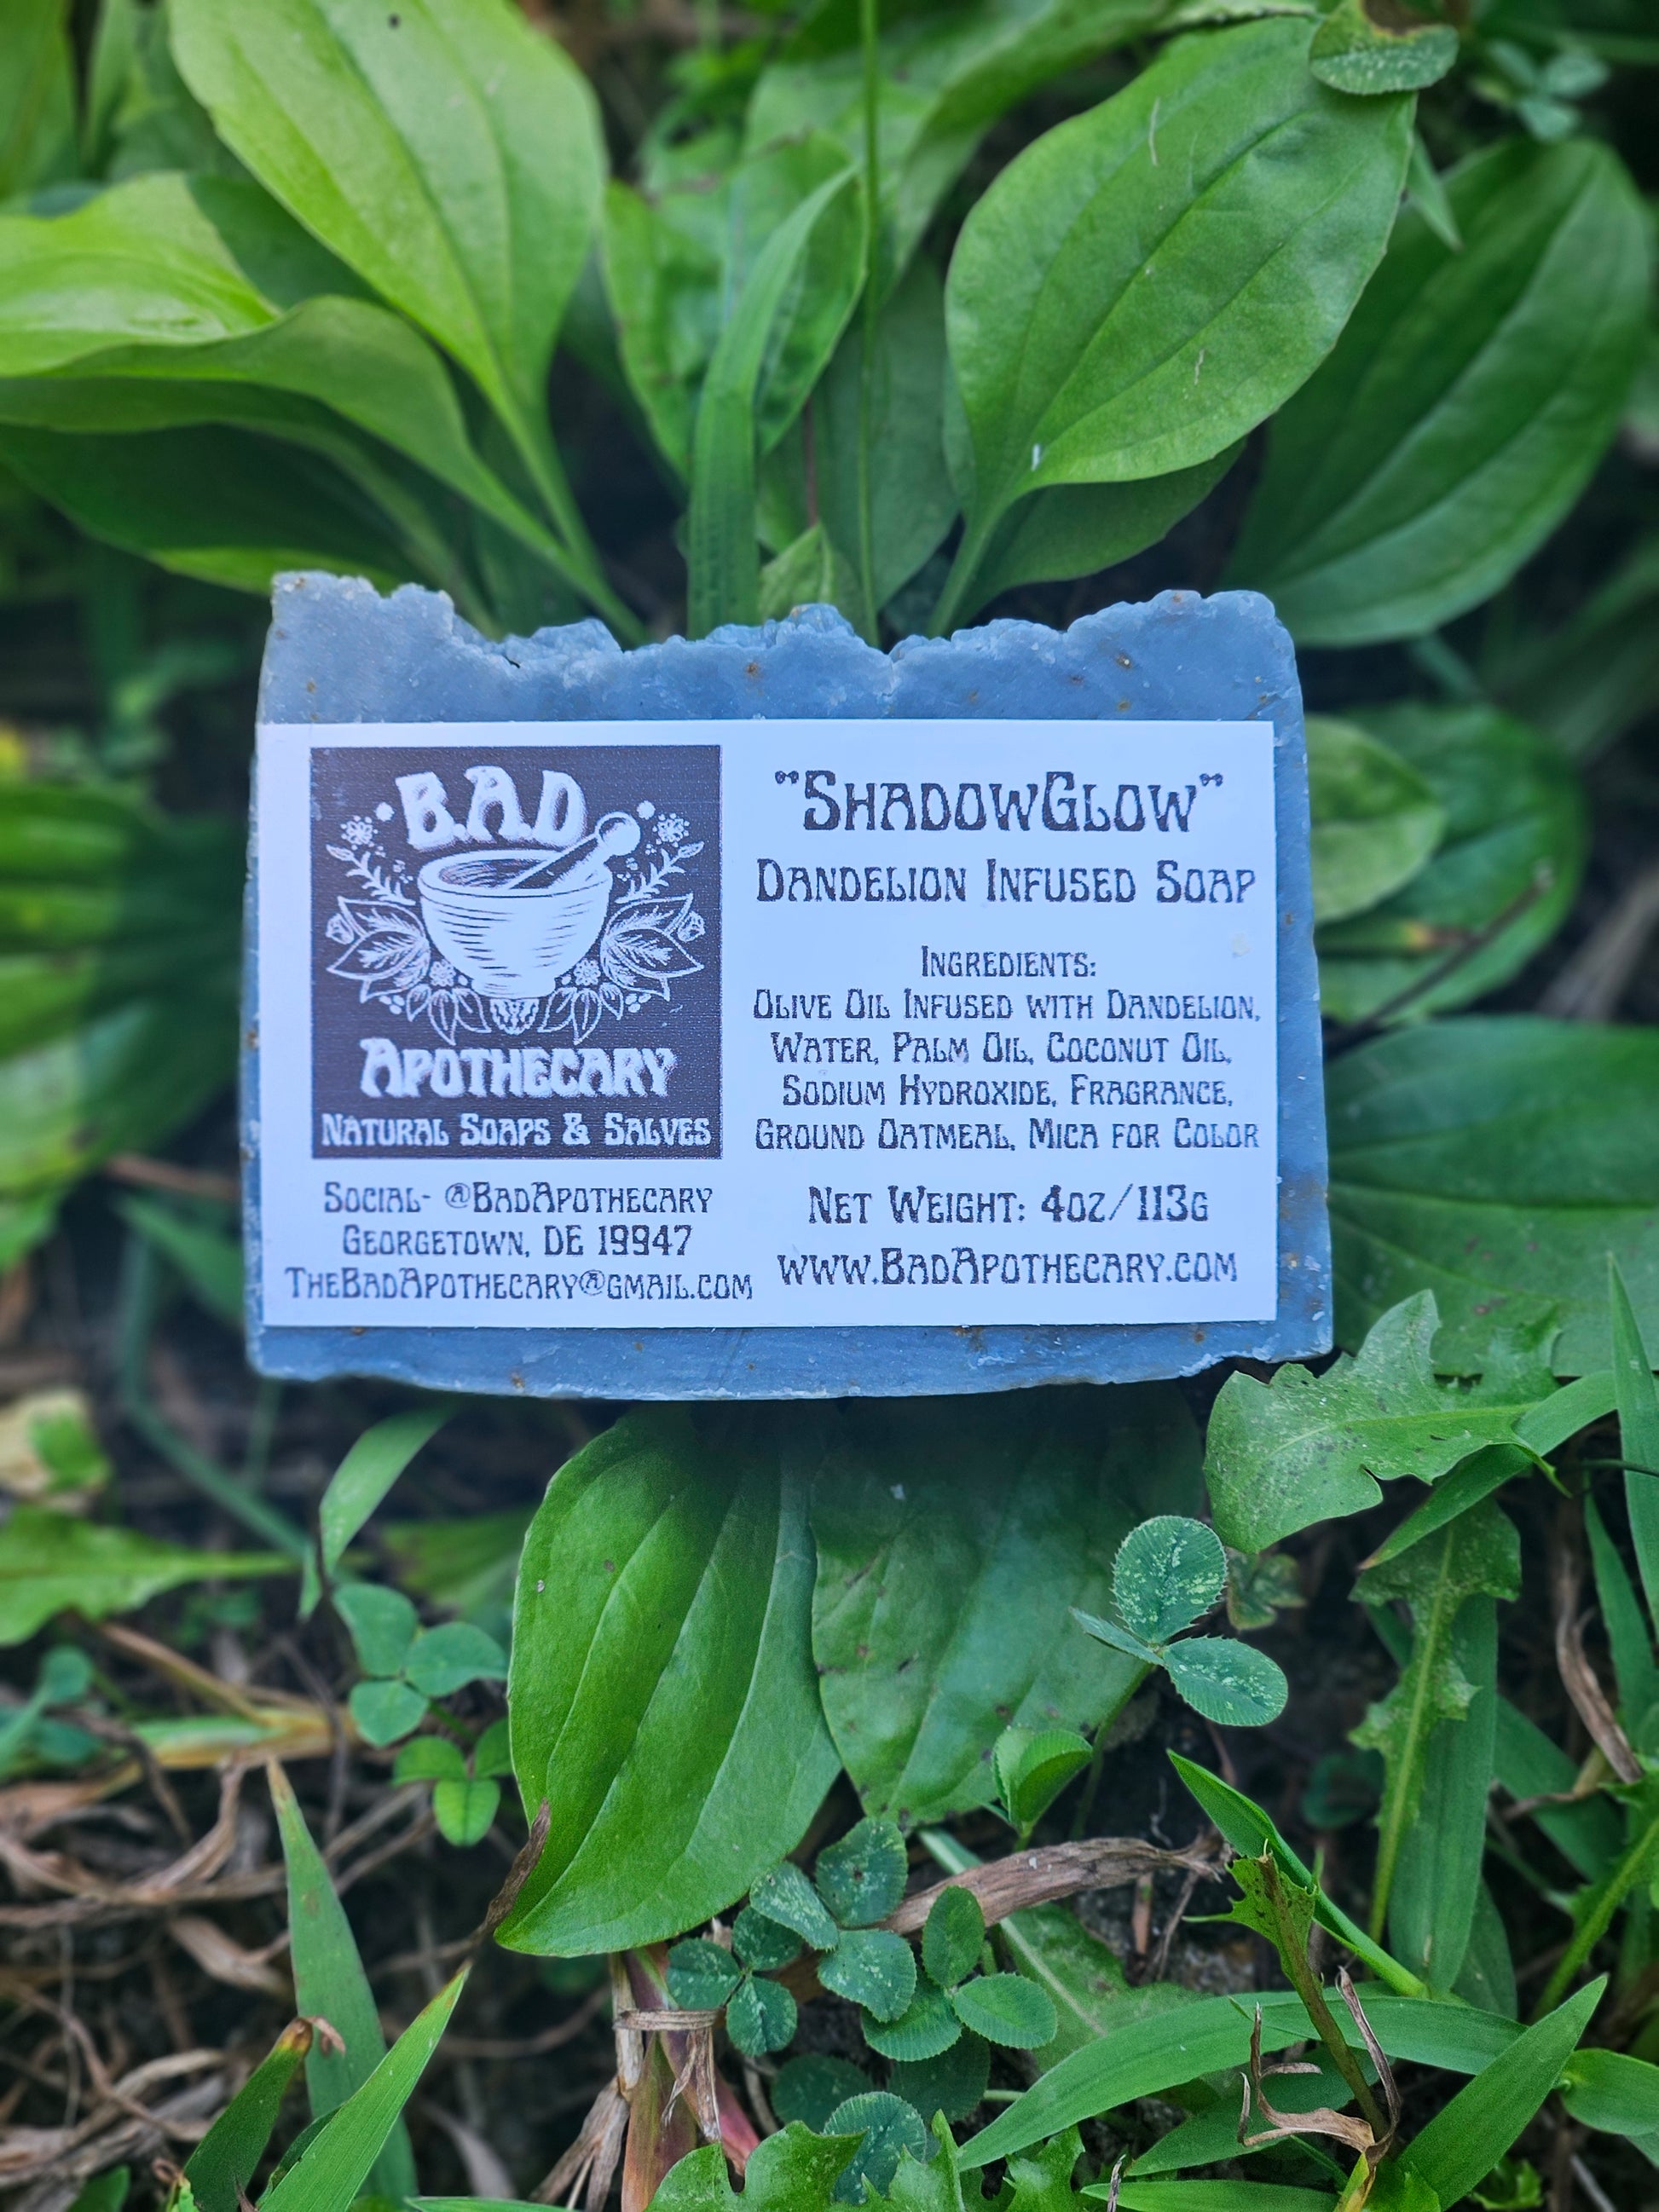 B.A.D
Apothecary
Natural Soaps & Salves
Social- @BadApothecary
Georgetown, DE 19947
TheBadApothecary@gmail.com
"ShadowGlow"
Dandelion Infused Soap
Ingredients:
Olive Oil Infused with Dandelion,
Water, Palm Oil, Coconut Oil,
Sodium Hydroxide, Fragrance,
Ground Oatmeal, Mica for Color
Net Weight: 4oz/113g
www.BadApothecary.com